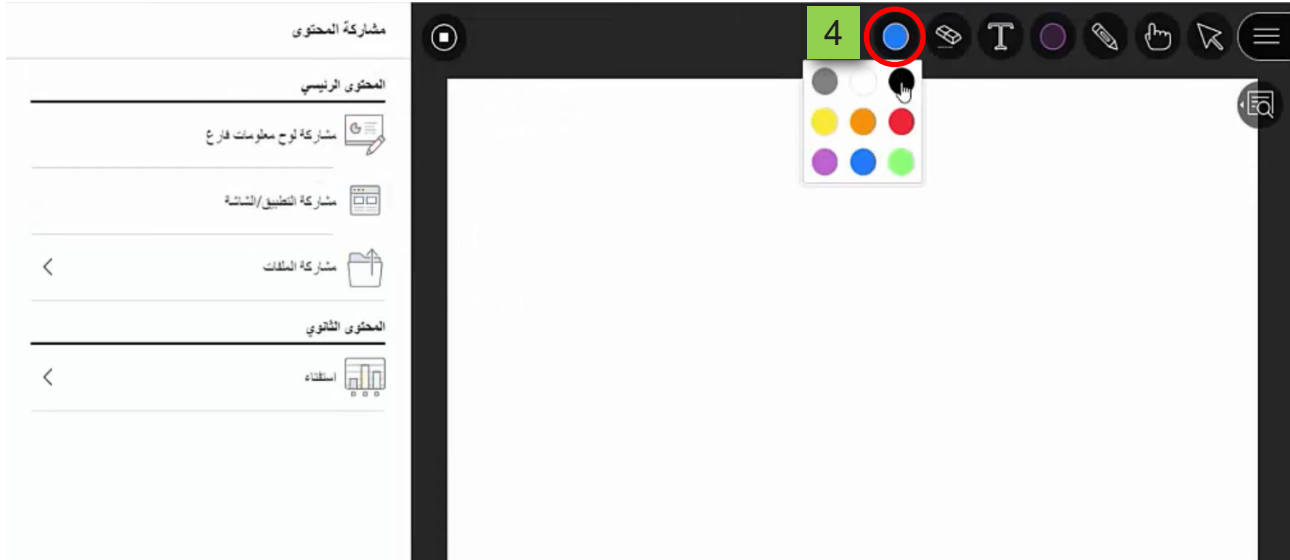 مشاركة المحتوى
4
المحتوى الرئيسي
مشاركة لوح معلومات فارغ
مشاركة التطبيق/الشاشة
مشاركة الملفات
المحتوى الثانوي
استفتاء